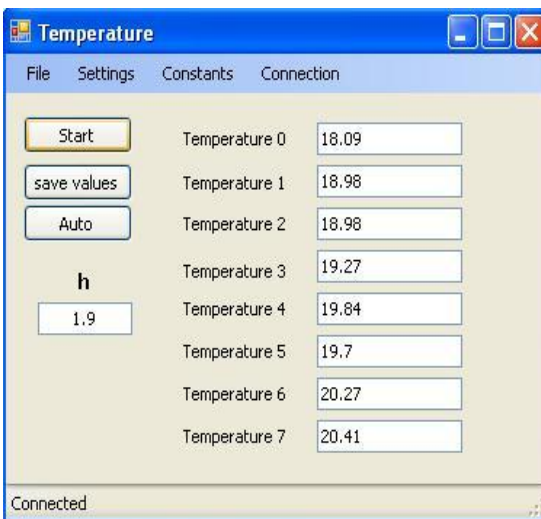 Temperature
File Settings Constants Connection
Start
save values
Auto
h
1.9
Temperature 0 18.09
Temperature 1 18.98
Temperature 2 18.98
Temperature 3 19.27
Temperature 4 19.84
Temperature 5 19.7
Temperature 6 20.27
Temperature 7 20.41
Connected